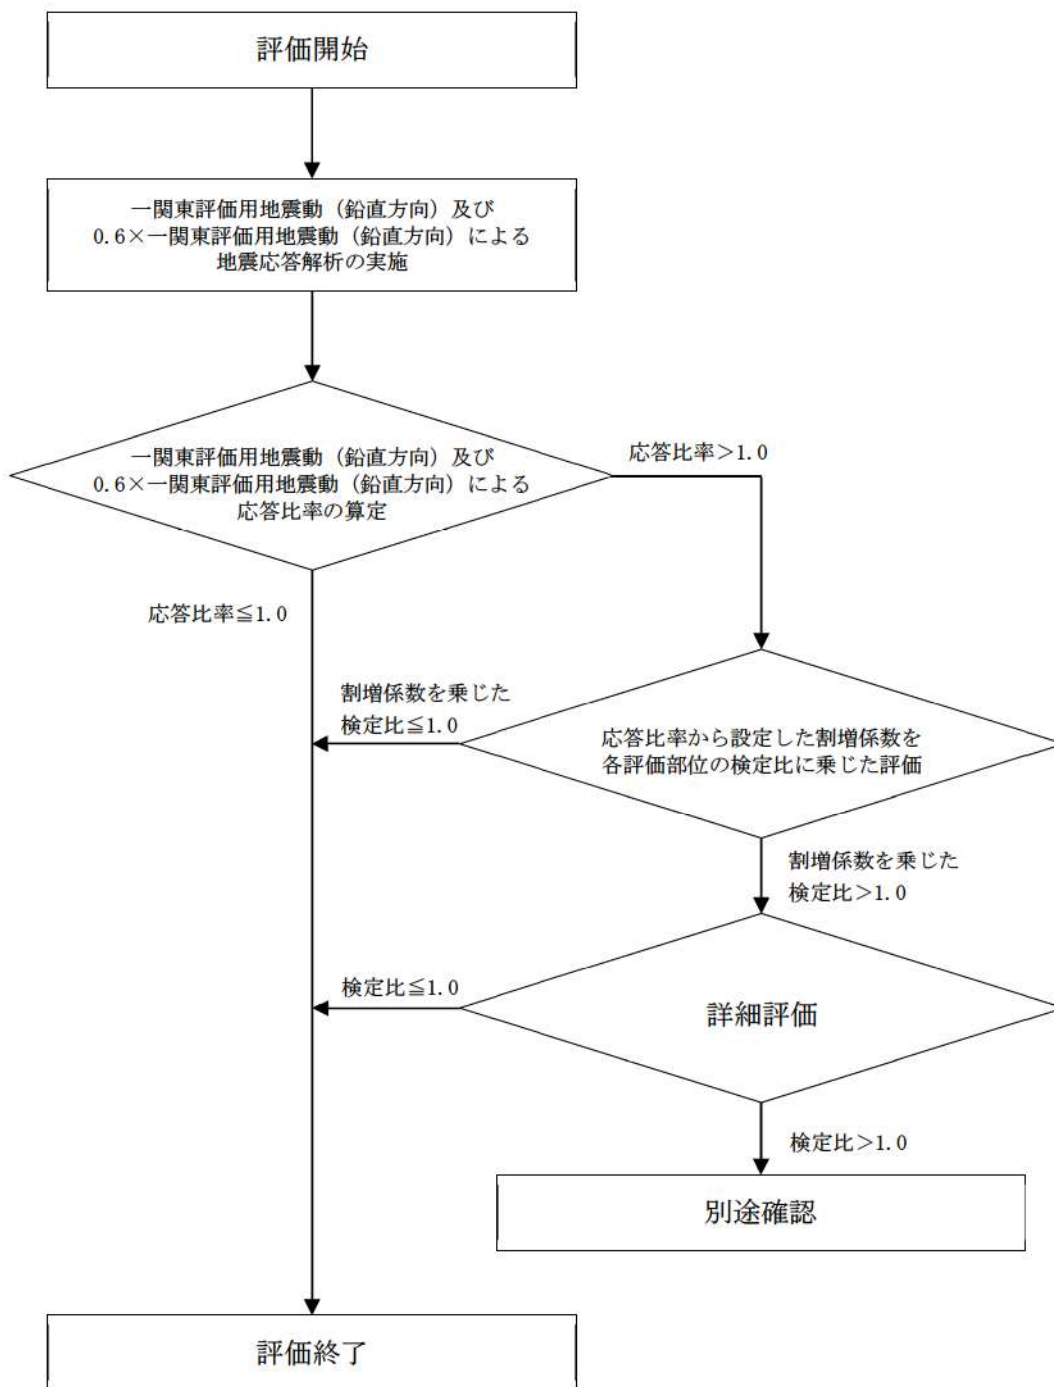 評価開始
一関東評価用地震動（鉛直方向）及び
0.6×一関東評価用地震動（鉛直方向）による
地震応答解析の実施
一関東評価用地震動（鉛直方向）及び
0.6×一関東評価用地震動（鉛直方向）による
応答比率の算定
応答比率＞1.0
応答比率≦1.0
割増係数を乗じた
検定比≦1.0
応答比率から設定した割増係数を
各評価部位の検定比に乗じた評価
割増係数を乗じた
検定比＞1.0
検定比≦1.0
詳細評価
検定比＞1.0
別途確認
評価終了